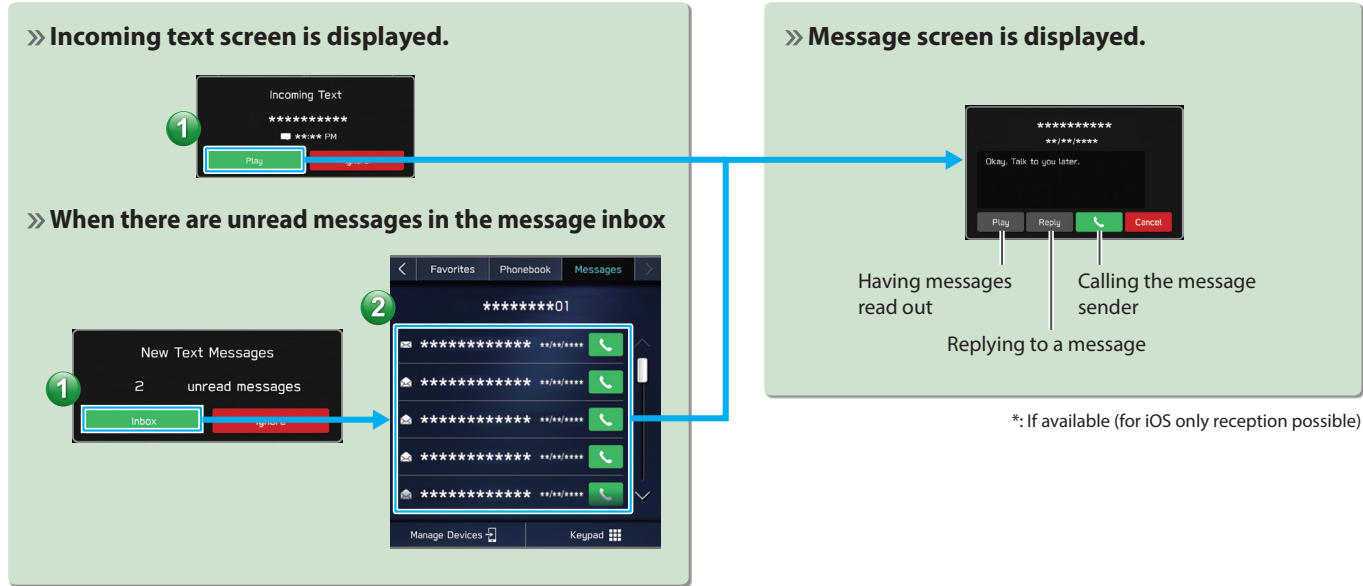 » Incoming text screen is displayed.
Incoming Text
**********
**:** PM
1
Play Ignore
» When there are unread messages in the message inbox
New Text Messages
2 unread messages
1
Inbox Ignore
< Favorites Phonebook Messages >
********01
2
************ **/**/****
************ **/**/****
************ **/**/****
************ **/**/****
************ **/**/****
Manage Devices Keypad
» Message screen is displayed.
**********
**/**/****
Okay. Talk to you later.
Play Reply Cancel
Having messages
read out
Calling the message
sender
Replying to a message
*: If available (for iOS only reception possible)